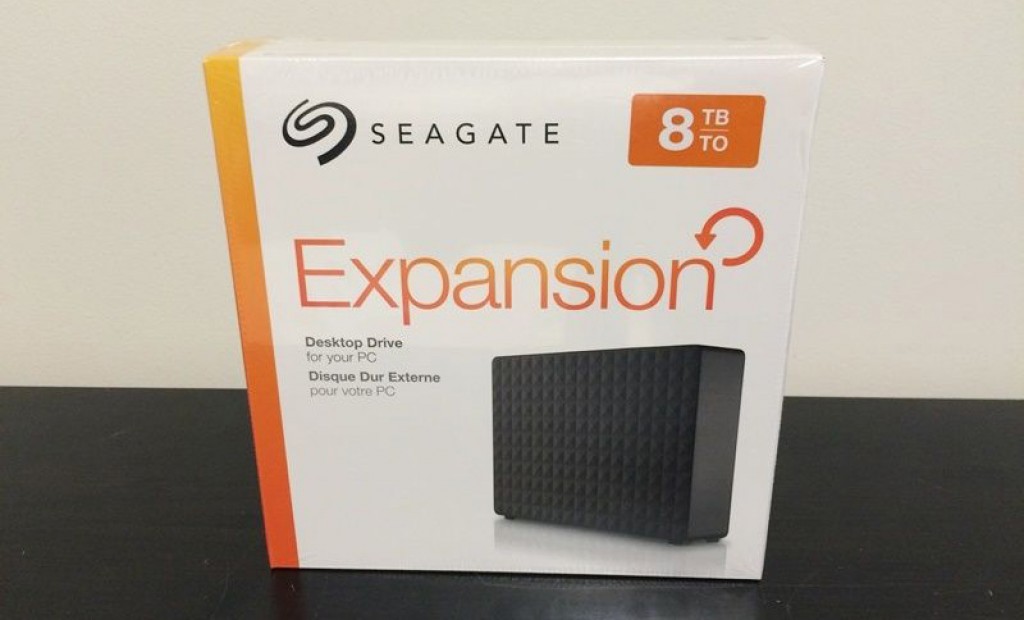 SEAGATE
8 TB
TO
Expansion
Desktop Drive
for your PC
Disque Dur Externe
pour votre PC